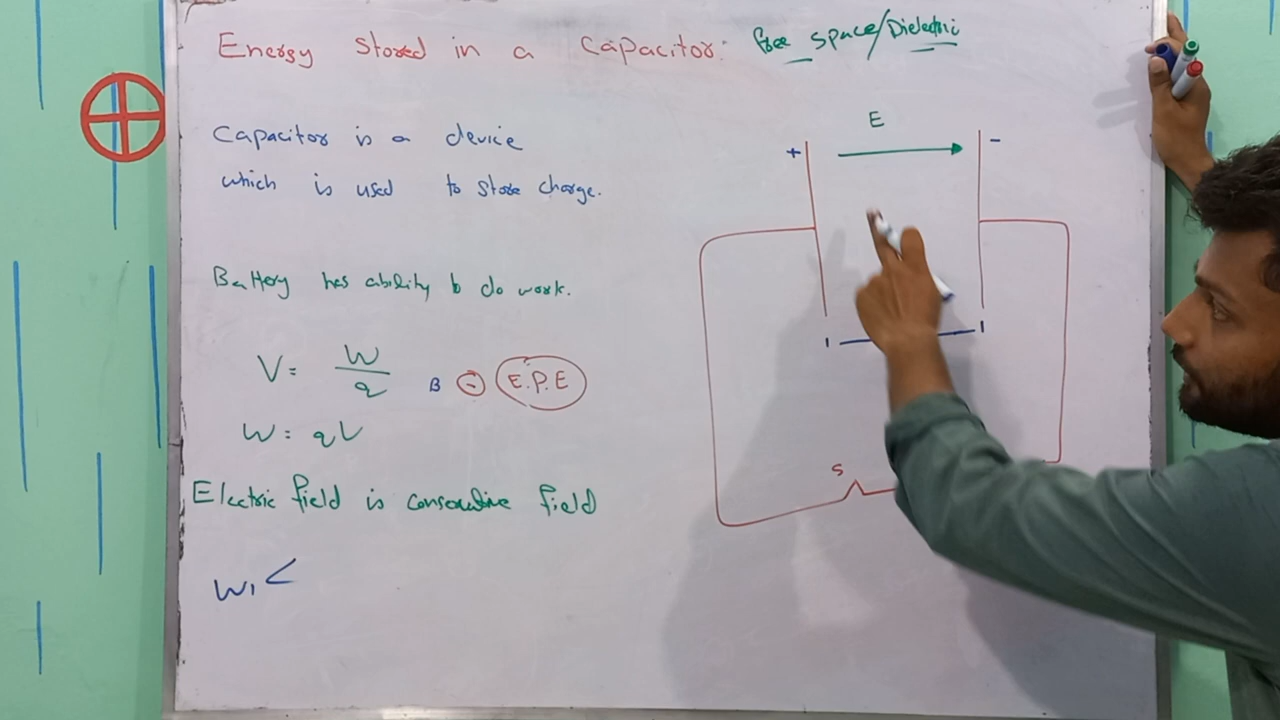 Energy Stored in a Capacitor: free space/Dielectric
Capacitor is a device
which is used to store charge.
Battery has ability to do work.
V = W/q B - E.P.E
W = qV
Electric field is conservative field
W1 <
E
+ -
S